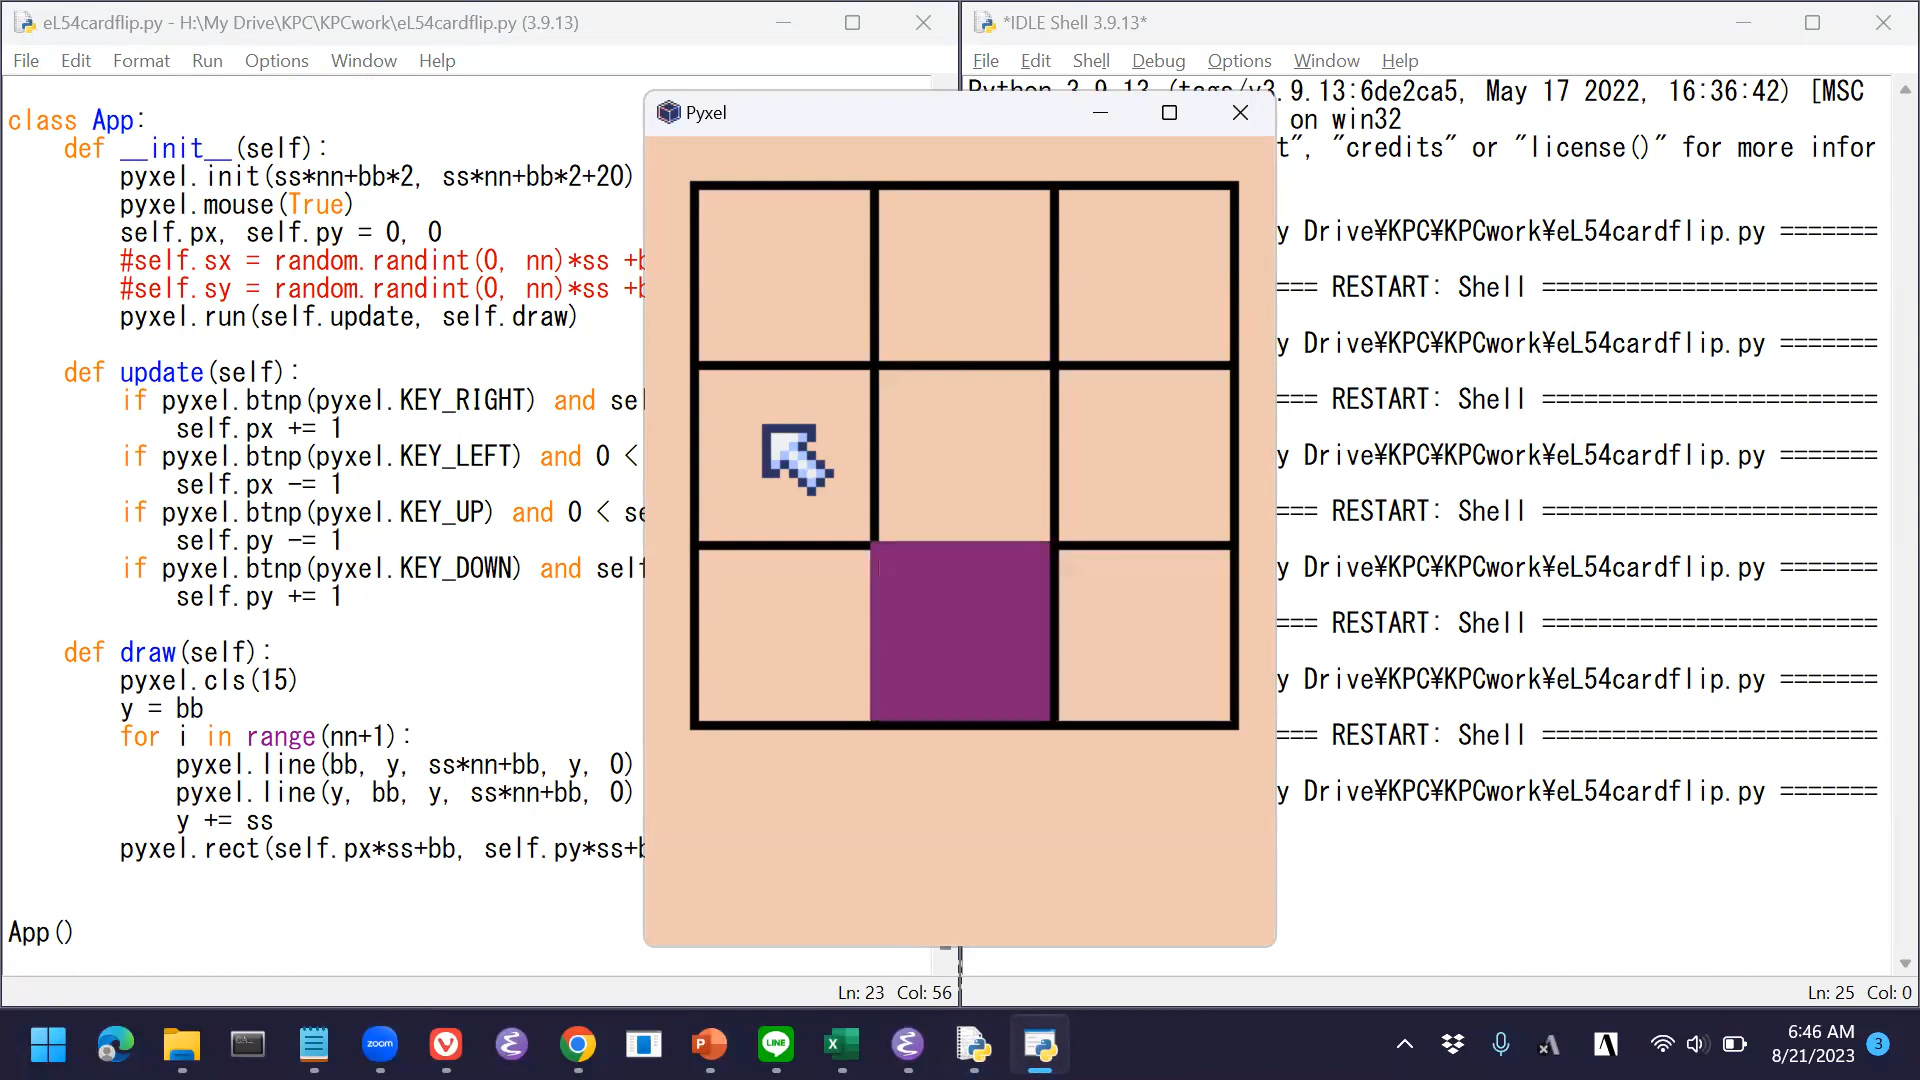 eL54cardflip.py - H:\My Drive\KPC\KPCwork\eL54cardflip.py (3.9.13)
File Edit Format Run Options Window Help
class App:
def __init__(self):
pyxel.init(ss*nn+bb*2, ss*nn+bb*2+20)
pyxel.mouse(True)
self.px, self.py = 0, 0
#self.sx = random.randint(0, nn)*ss +
#self.sy = random.randint(0, nn)*ss +
pyxel.run(self.update, self.draw)
def update(self):
if pyxel.btnp(pyxel.KEY_RIGHT) and sel
self.px += 1
if pyxel.btnp(pyxel.KEY_LEFT) and 0 <
self.px -= 1
if pyxel.btnp(pyxel.KEY_UP) and 0 < se
self.py -= 1
if pyxel.btnp(pyxel.KEY_DOWN) and self
self.py += 1
def draw(self):
pyxel.cls(15)
y = bb
for i in range(nn+1):
pyxel.line(bb, y, ss*nn+bb, y, 0)
pyxel.line(y, bb, y, ss*nn+bb, 0)
y += ss
pyxel.rect(self.px*ss+bb, self.py*ss+b
App()
Ln: 23 Col: 56
Pyxel
*IDLE Shell 3.9.13*
File Edit Shell Debug Options Window Help
Python 3.9.13 (tags/v3.9.13:6de2ca5, May 17 2022, 16:36:42) [MSC
on win32
t", "credits" or "license()" for more infor
y Drive¥KPC¥KPCwork¥eL54cardflip.py =======
=== RESTART: Shell ========================
y Drive¥KPC¥KPCwork¥eL54cardflip.py =======
=== RESTART: Shell ========================
y Drive¥KPC¥KPCwork¥eL54cardflip.py =======
=== RESTART: Shell ========================
y Drive¥KPC¥KPCwork¥eL54cardflip.py =======
=== RESTART: Shell ========================
y Drive¥KPC¥KPCwork¥eL54cardflip.py =======
=== RESTART: Shell ========================
y Drive¥KPC¥KPCwork¥eL54cardflip.py =======
Ln: 25 Col: 0
zoom
LINE
6:46 AM
8/21/2023
3